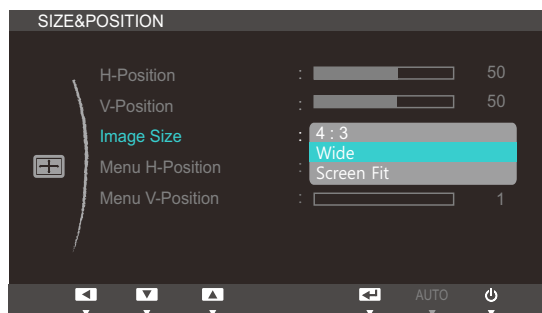 SIZE&POSITION
H-Position : 50
V-Position : 50
Image Size : 4 : 3
Wide
Menu H-Position : Screen Fit
Menu V-Position : 1
AUTO